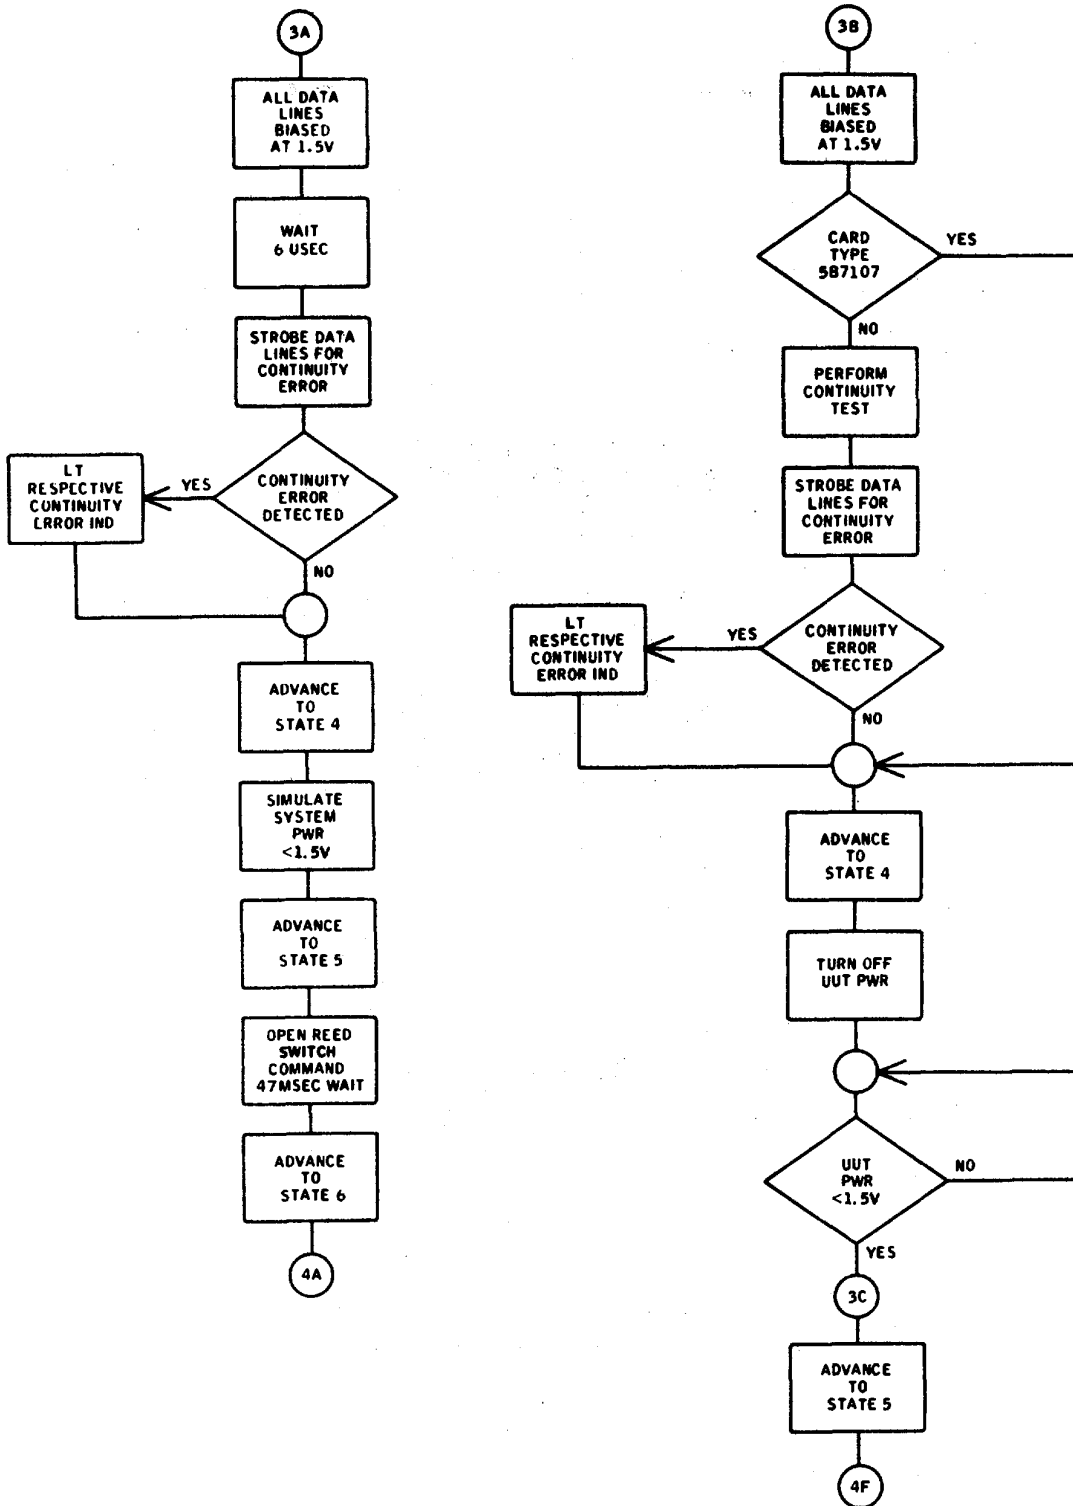 3A
ALL DATA
LINES
BIASED
AT 1.5V
WAIT
6 USEC
STROBE DATA
LINES FOR
CONTINUITY
ERROR
CONTINUITY
ERROR
DETECTED
YES
LT
RESPECTIVE
CONTINUITY
ERROR IND
NO
ADVANCE
TO
STATE 4
SIMULATE
SYSTEM
PWR
<1.5V
ADVANCE
TO
STATE 5
OPEN REED
SWITCH
COMMAND
47MSEC WAIT
ADVANCE
TO
STATE 6
4A
3B
ALL DATA
LINES
BIASED
AT 1.5V
CARD
TYPE
5B7107
YES
NO
PERFORM
CONTINUITY
TEST
STROBE DATA
LINES FOR
CONTINUITY
ERROR
CONTINUITY
ERROR
DETECTED
YES
LT
RESPECTIVE
CONTINUITY
ERROR IND
NO
ADVANCE
TO
STATE 4
TURN OFF
UUT PWR
UUT
PWR
<1.5V
NO
YES
3C
ADVANCE
TO
STATE 5
4F